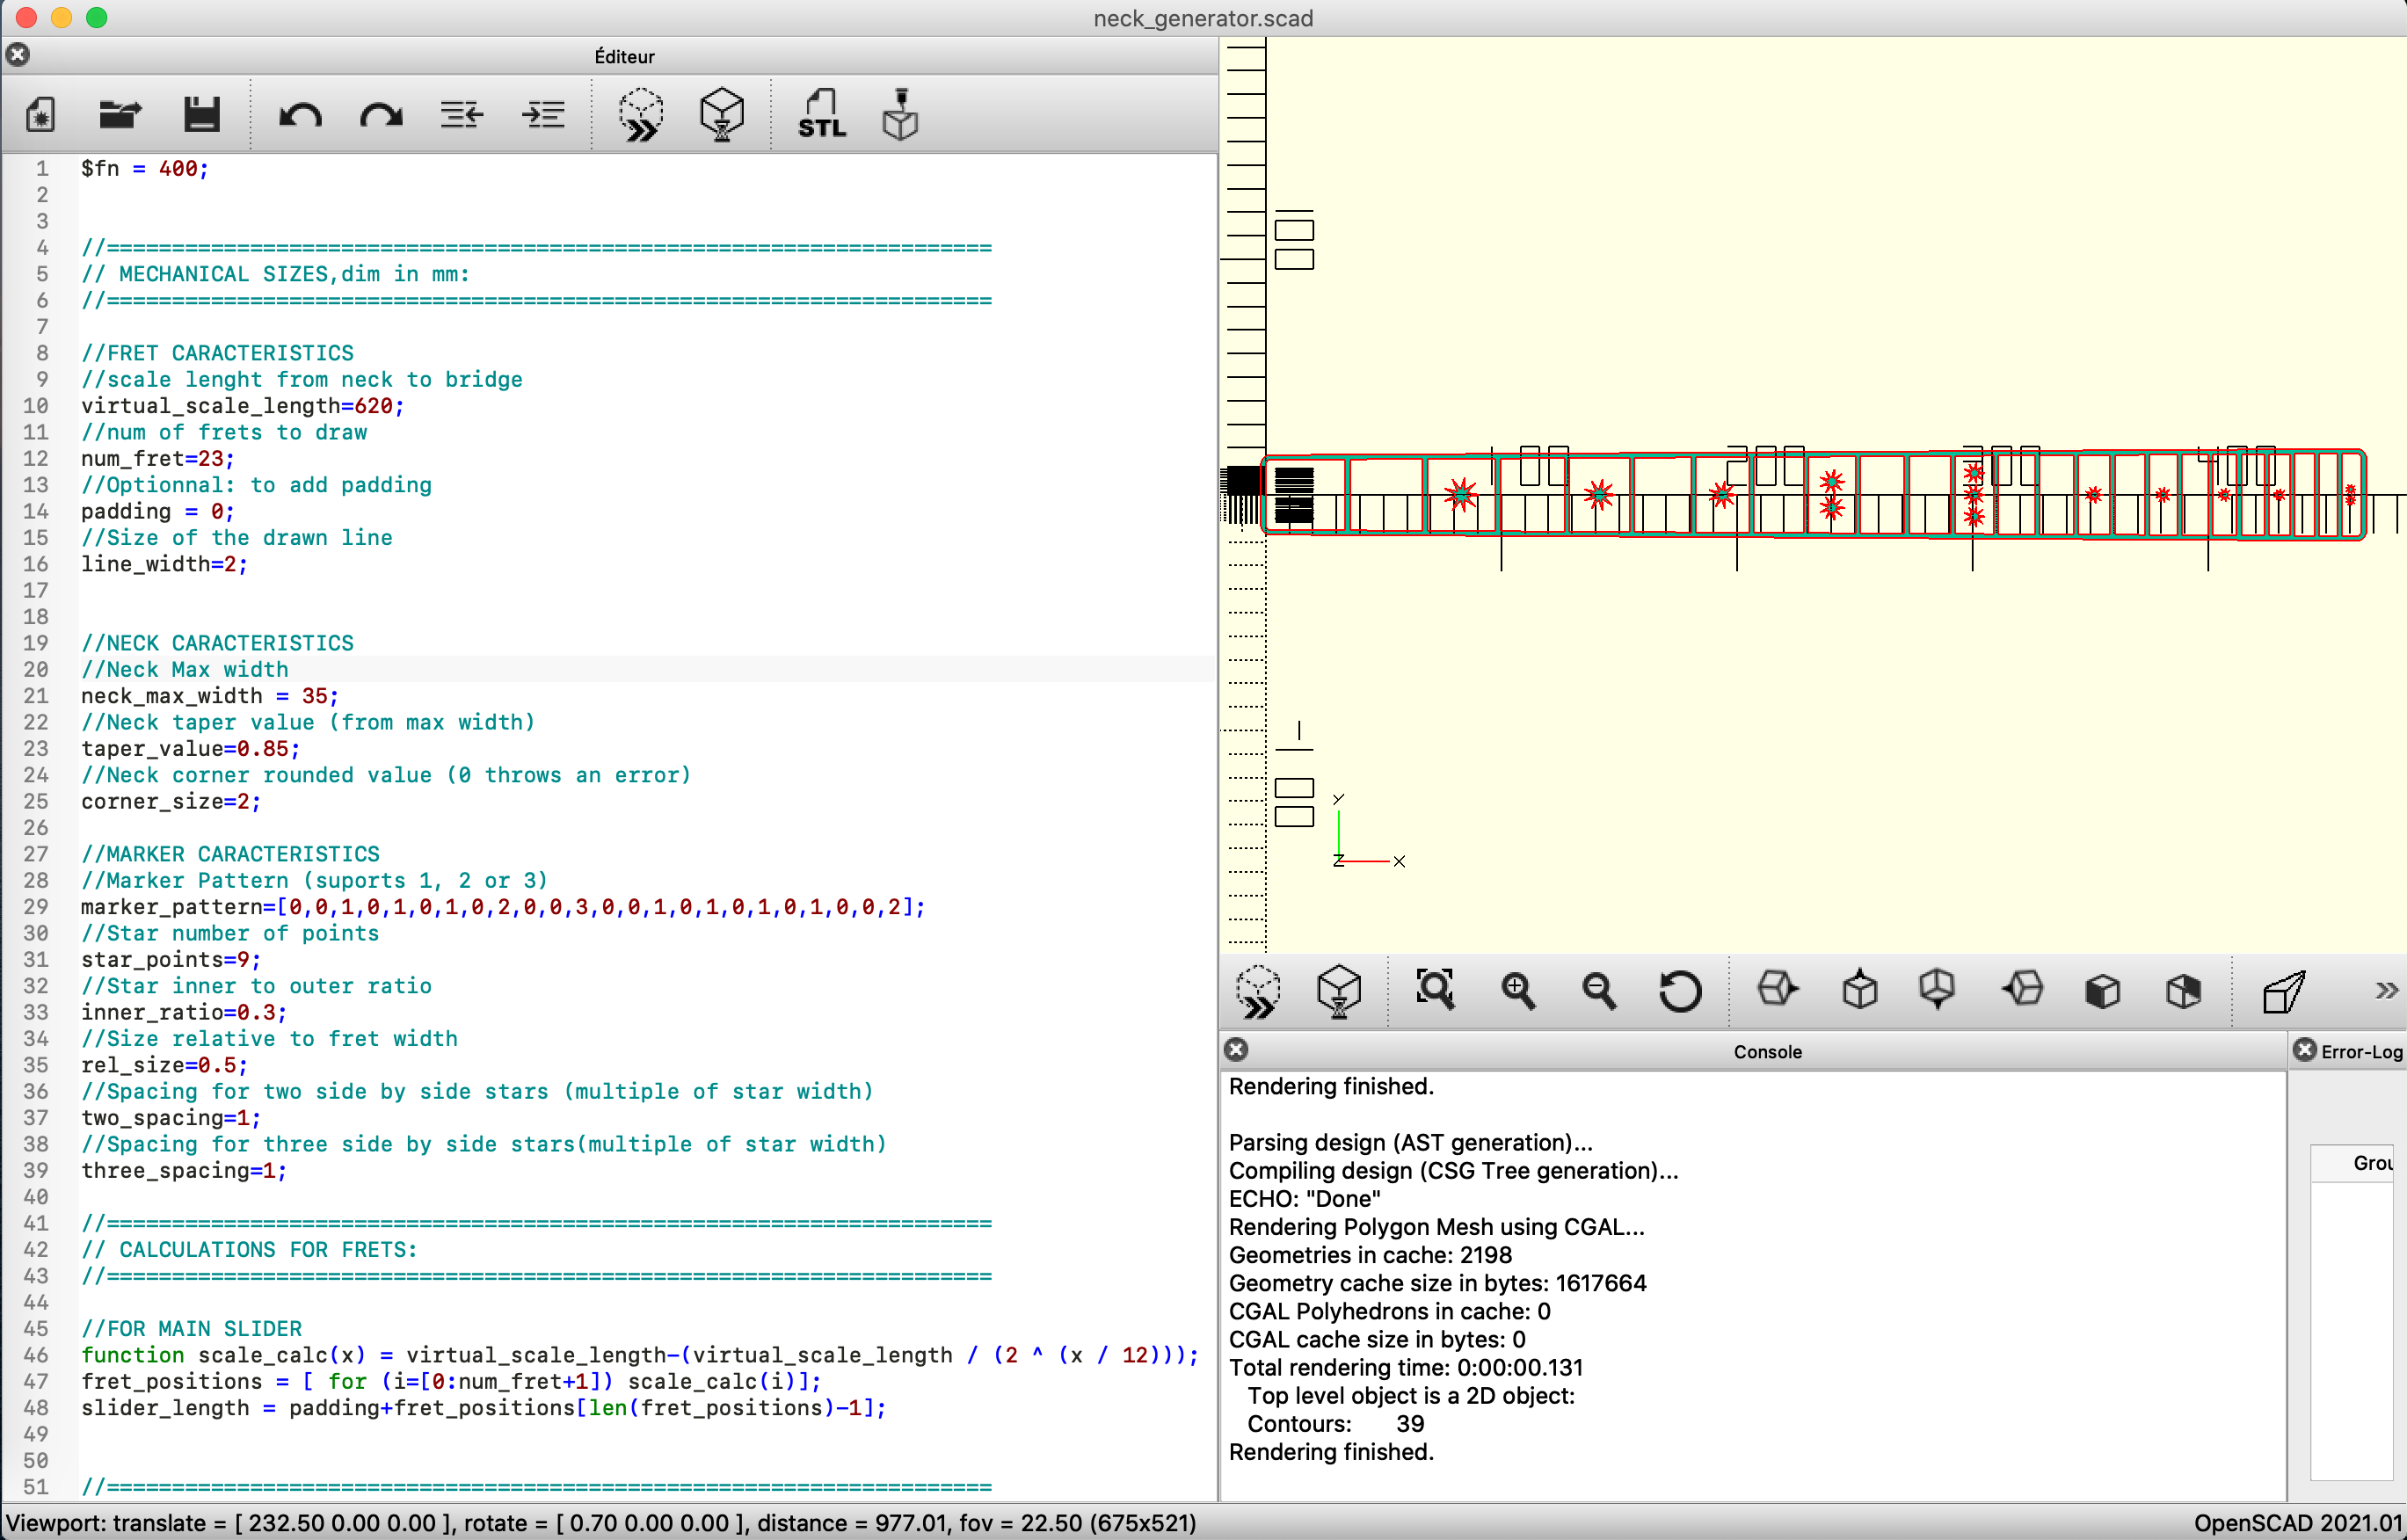 neck_generator.scad
Éditeur
STL
1 $fn = 400;
2
3
4 //====================================================================
5 // MECHANICAL SIZES,dim in mm:
6 //====================================================================
7
8 //FRET CARACTERISTICS
9 //scale lenght from neck to bridge
10 virtual_scale_length=620;
11 //num of frets to draw
12 num_fret=23;
13 //Optionnal: to add padding
14 padding = 0;
15 //Size of the drawn line
16 line_width=2;
17
18
19 //NECK CARACTERISTICS
20 //Neck Max width
21 neck_max_width = 35;
22 //Neck taper value (from max width)
23 taper_value=0.85;
24 //Neck corner rounded value (0 throws an error)
25 corner_size=2;
26
27 //MARKER CARACTERISTICS
28 //Marker Pattern (suports 1, 2 or 3)
29 marker_pattern=[0,0,1,0,1,0,1,0,2,0,0,3,0,0,1,0,1,0,1,0,1,0,0,2];
30 //Star number of points
31 star_points=9;
32 //Star inner to outer ratio
33 inner_ratio=0.3;
34 //Size relative to fret width
35 rel_size=0.5;
36 //Spacing for two side by side stars (multiple of star width)
37 two_spacing=1;
38 //Spacing for three side by side stars(multiple of star width)
39 three_spacing=1;
40
41 //====================================================================
42 // CALCULATIONS FOR FRETS:
43 //====================================================================
44
45 //FOR MAIN SLIDER
46 function scale_calc(x) = virtual_scale_length-(virtual_scale_length / (2 ^ (x / 12)));
47 fret_positions = [ for (i=[0:num_fret+1]) scale_calc(i)];
48 slider_length = padding+fret_positions[len(fret_positions)-1];
49
50
51 //====================================================================
100
100
200
300
400
-100
Y
Z
X
Console
Rendering finished.
Parsing design (AST generation)...
Compiling design (CSG Tree generation)...
ECHO: "Done"
Rendering Polygon Mesh using CGAL...
Geometries in cache: 2198
Geometry cache size in bytes: 1617664
CGAL Polyhedrons in cache: 0
CGAL cache size in bytes: 0
Total rendering time: 0:00:00.131
Top level object is a 2D object:
Contours: 39
Rendering finished.
Error-Log
Viewport: translate = [ 232.50 0.00 0.00 ], rotate = [ 0.70 0.00 0.00 ], distance = 977.01, fov = 22.50 (675x521)
OpenSCAD 2021.01